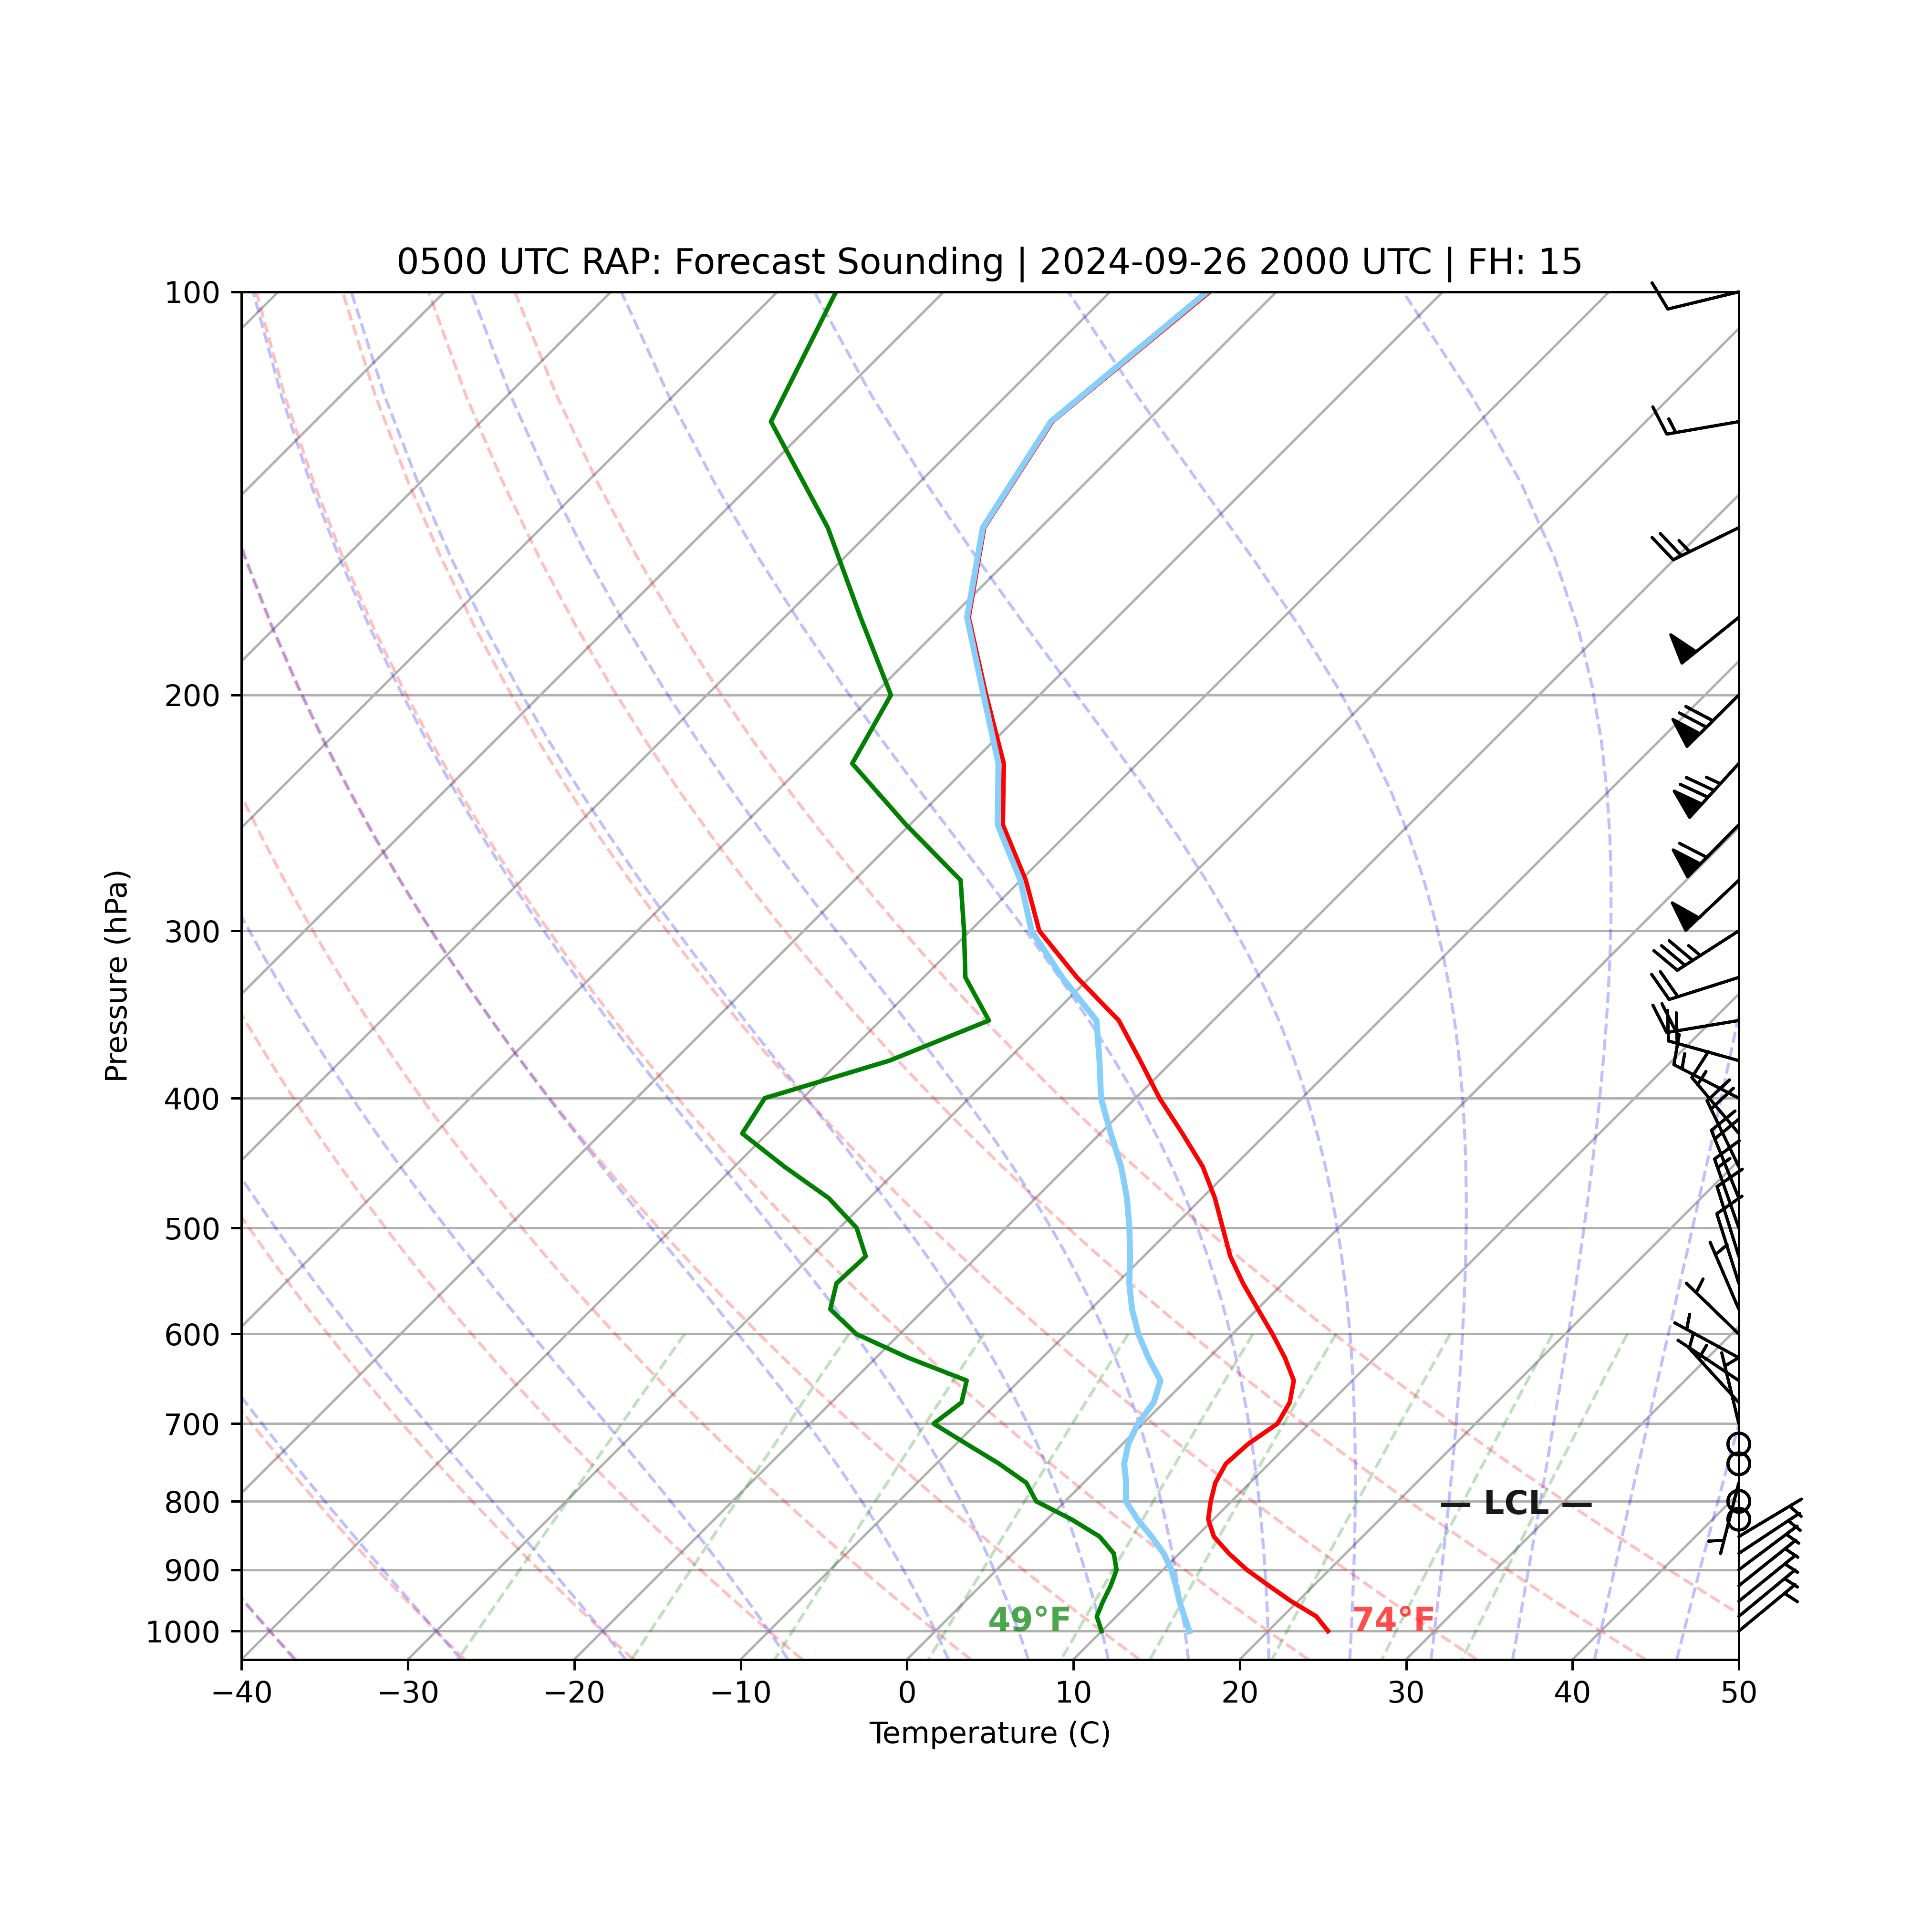 0500 UTC RAP: Forecast Sounding | 2024-09-26 2000 UTC | FH: 15
100
200
300
400
500
600
700
800
900
1000
Pressure (hPa)
— LCL —
49°F
74°F
−40 −30 −20 −10 0 10 20 30 40 50
Temperature (C)